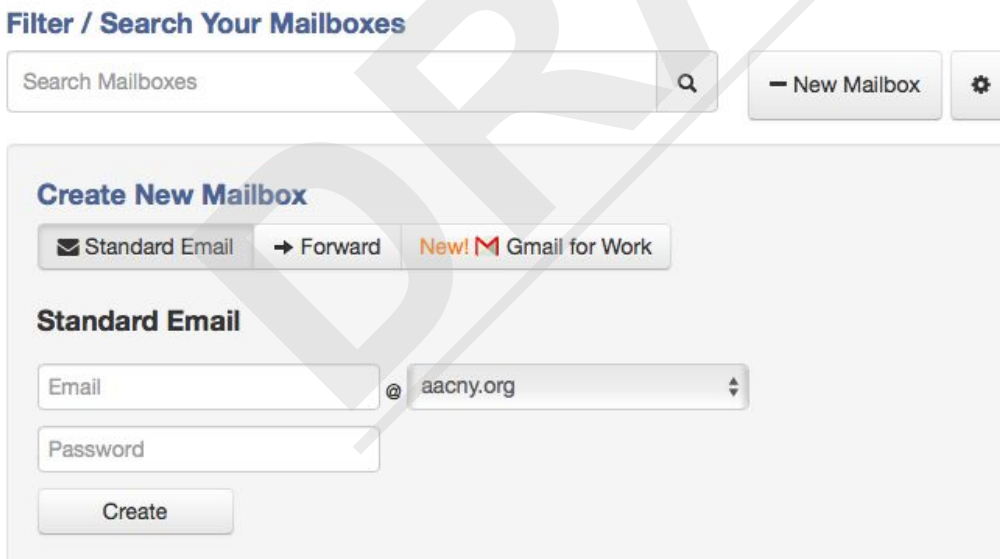 Filter / Search Your Mailboxes
Search Mailboxes
New Mailbox
Create New Mailbox
Standard Email
Forward
New! Gmail for Work
Standard Email
Email @ aacny.org
Password
Create
DRA